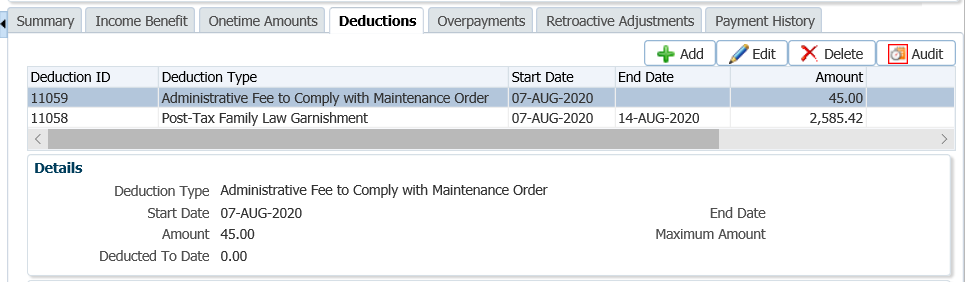 Summary Income Benefit Onetime Amounts Deductions Overpayments Retroactive Adjustments Payment History
Add Edit Delete Audit
Deduction ID Deduction Type Start Date End Date Amount
11059 Administrative Fee to Comply with Maintenance Order 07-AUG-2020 45.00
11058 Post-Tax Family Law Garnishment 07-AUG-2020 14-AUG-2020 2,585.42
Details
Deduction Type Administrative Fee to Comply with Maintenance Order
Start Date 07-AUG-2020 End Date
Amount 45.00 Maximum Amount
Deducted To Date 0.00